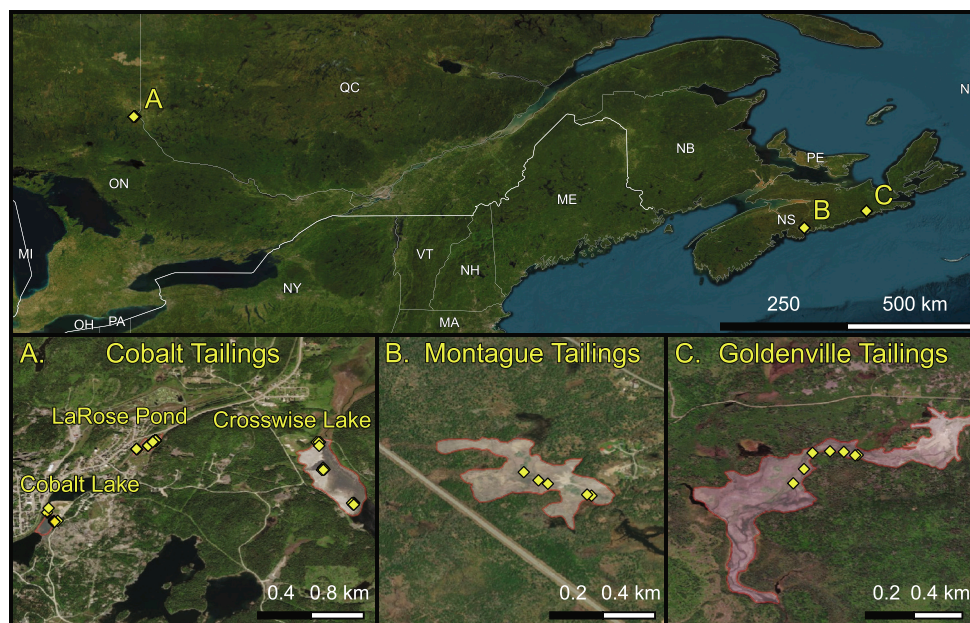 QC
A
ON
NB
PE
C
ME
NS
B
MI
VT
NH
NY
250
500 km
OH
PA
MA
N
A.
Cobalt Tailings
B. Montague Tailings
C. Goldenville Tailings
LaRose Pond
Crosswise Lake
Cobalt Lake
0.4 0.8 km
0.2 0.4 km
0.2 0.4 km